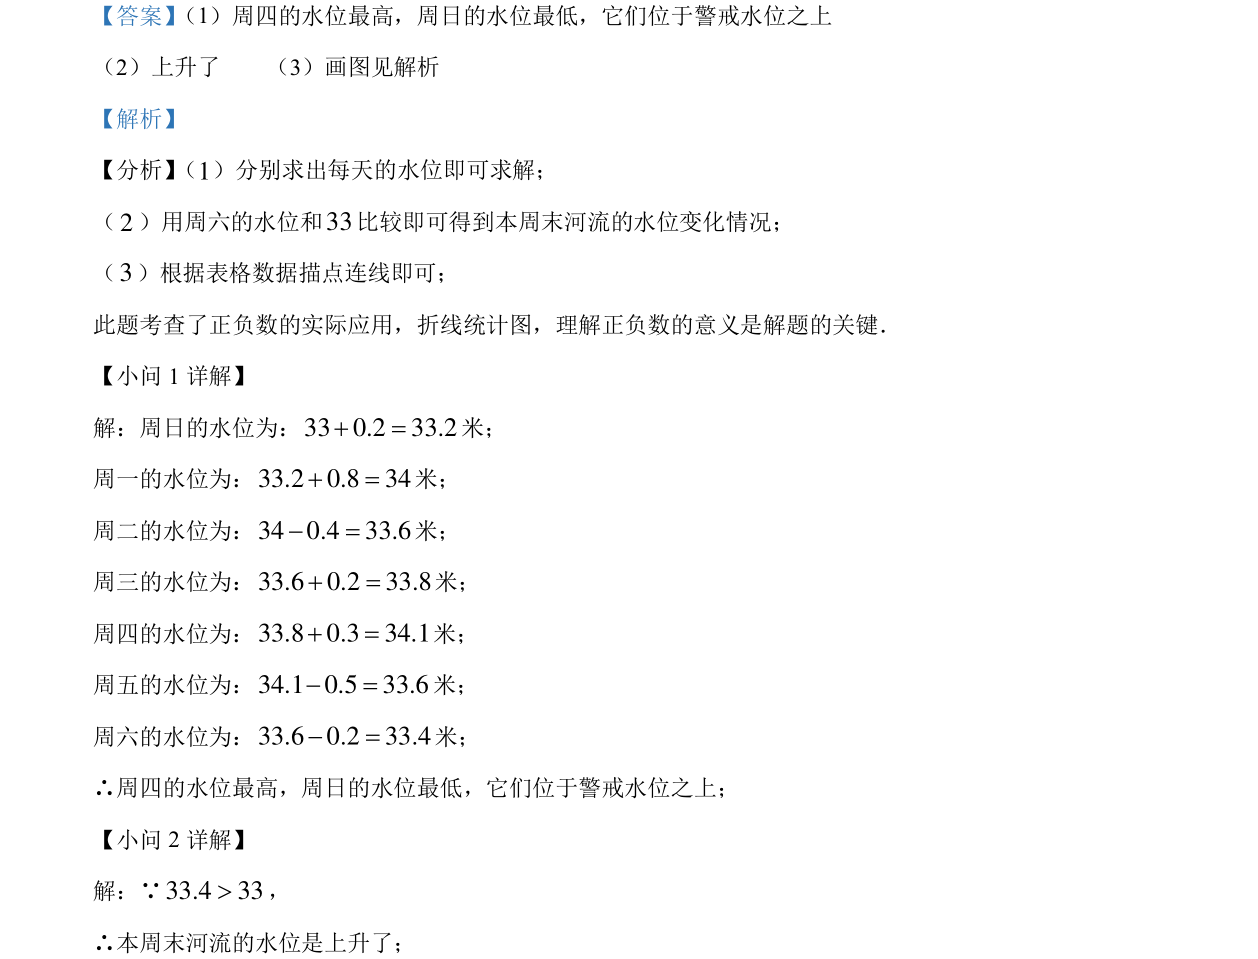 【答案】（1）周四的水位最高，周日的水位最低，它们位于警戒水位之上
（2）上升了 （3）画图见解析
【解析】
【分析】（1）分别求出每天的水位即可求解；
（2）用周六的水位和33比较即可得到本周末河流的水位变化情况；
（3）根据表格数据描点连线即可；
此题考查了正负数的实际应用，折线统计图，理解正负数的意义是解题的关键．
【小问 1 详解】
解：周日的水位为：33+0.2=33.2米；
周一的水位为：33.2+0.8=34米；
周二的水位为：34−0.4=33.6米；
周三的水位为：33.6+0.2=33.8米；
周四的水位为：33.8+0.3=34.1米；
周五的水位为：34.1−0.5=33.6米；
周六的水位为：33.6−0.2=33.4米；
∴周四的水位最高，周日的水位最低，它们位于警戒水位之上；
【小问 2 详解】
解：∵33.4>33，
∴本周末河流的水位是上升了；